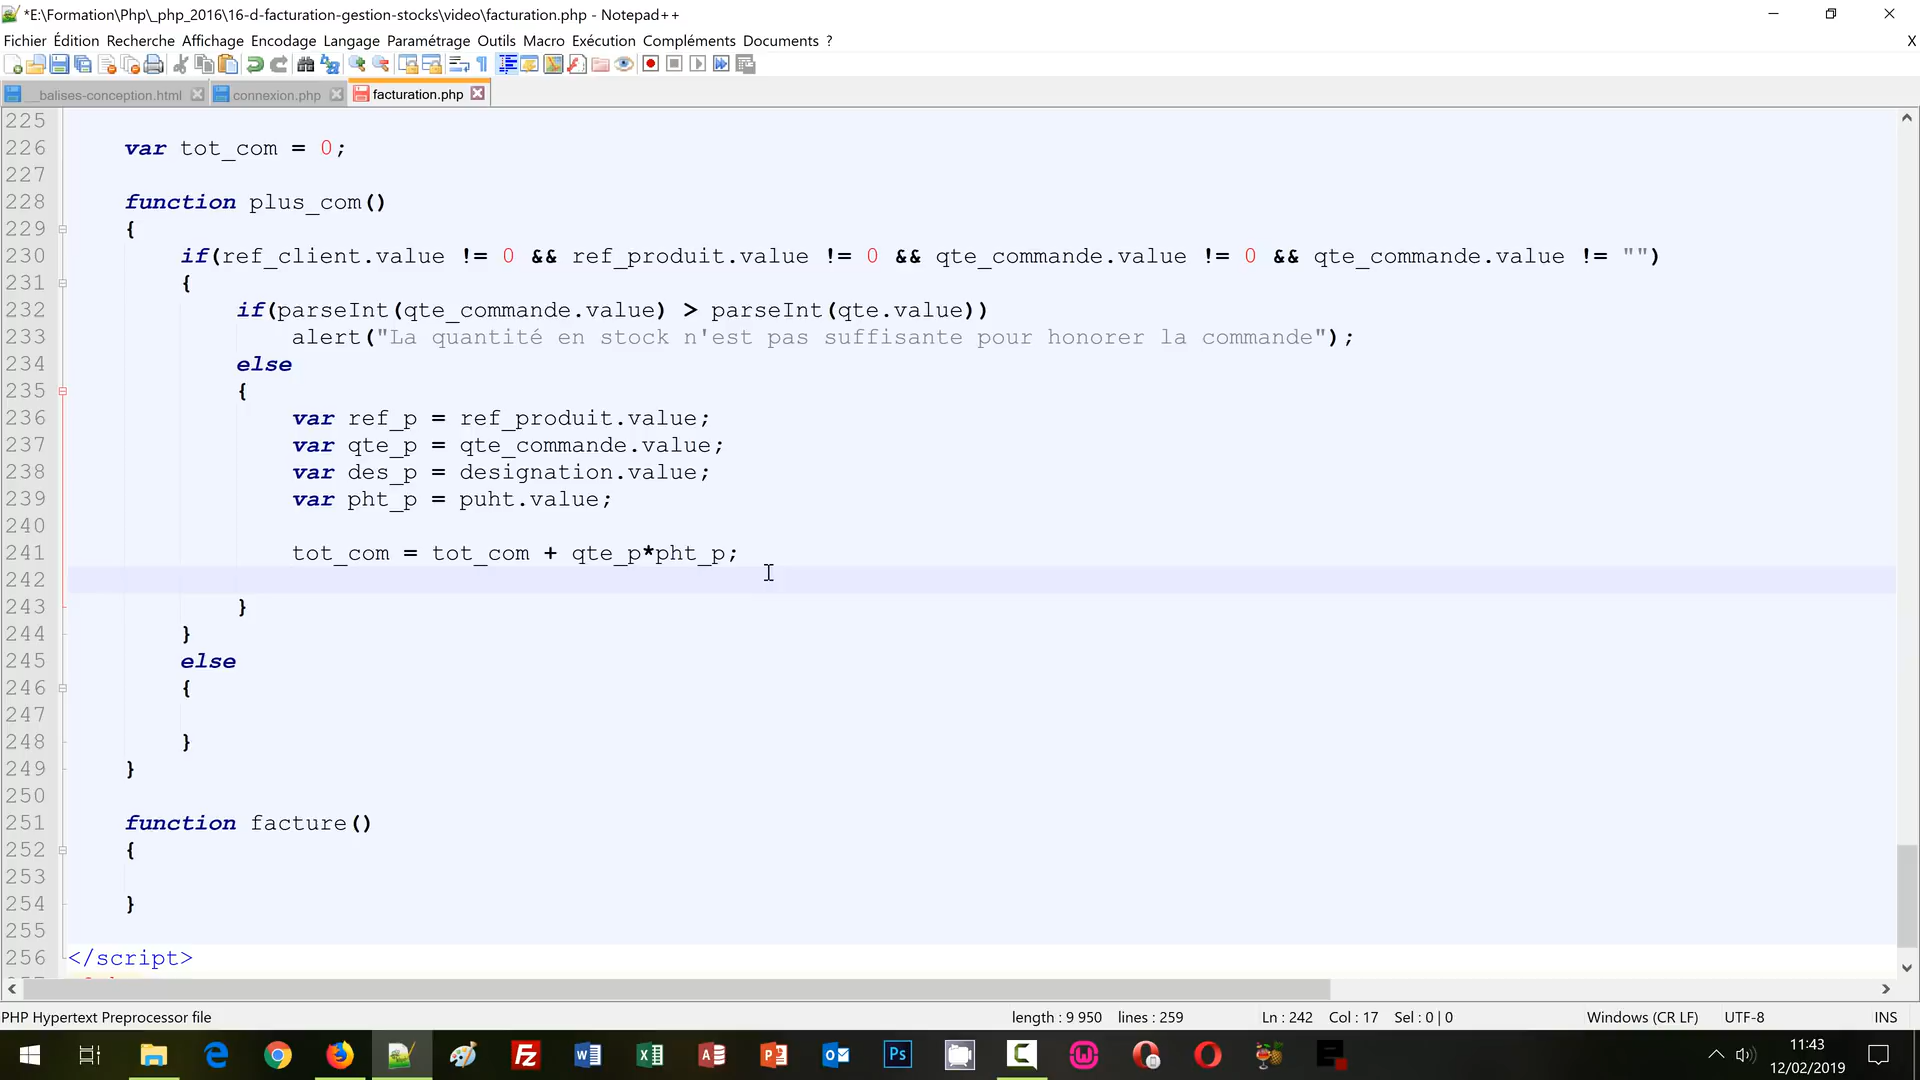 *E:\Formation\Php\_php_2016\16-d-facturation-gestion-stocks\video\facturation.php - Notepad++
Fichier Édition Recherche Affichage Encodage Langage Paramétrage Outils Macro Exécution Compléments Documents ? X
__balises-conception.html connexion.php facturation.php
225
226 var tot_com = 0;
227
228 function plus_com()
229 {
230 if(ref_client.value != 0 && ref_produit.value != 0 && qte_commande.value != 0 && qte_commande.value != "")
231 {
232 if(parseInt(qte_commande.value) > parseInt(qte.value))
233 alert("La quantité en stock n'est pas suffisante pour honorer la commande");
234 else
235 {
236 var ref_p = ref_produit.value;
237 var qte_p = qte_commande.value;
238 var des_p = designation.value;
239 var pht_p = puht.value;
240
241 tot_com = tot_com + qte_p*pht_p;
242
243 }
244 }
245 else
246 {
247
248 }
249 }
250
251 function facture()
252 {
253
254 }
255
256 </script>
PHP Hypertext Preprocessor file length : 9 950 lines : 259 Ln : 242 Col : 17 Sel : 0 | 0 Windows (CR LF) UTF-8 INS
11:43
12/02/2019